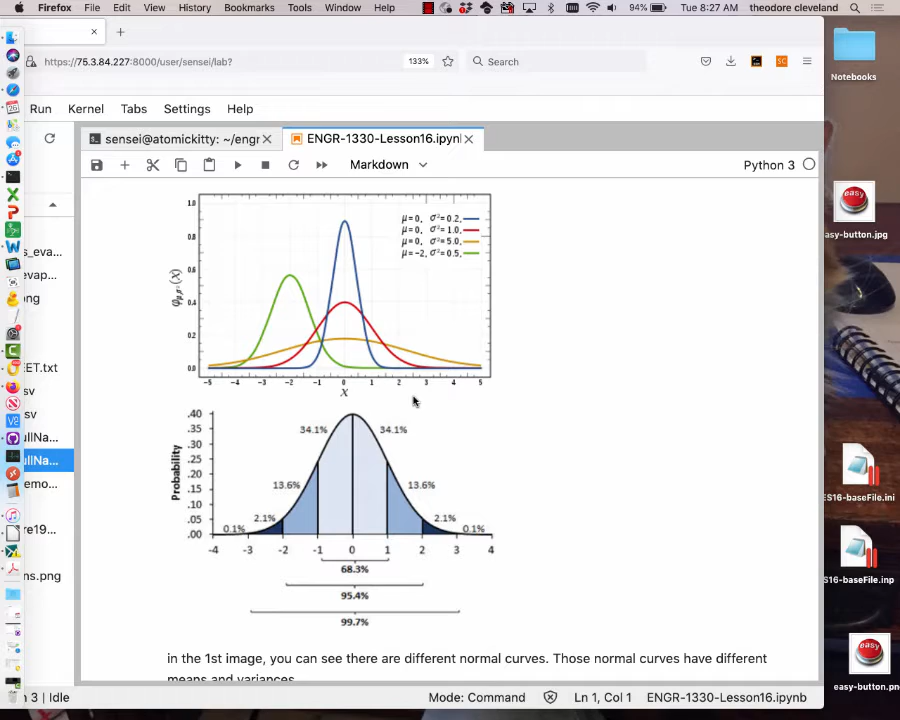 Firefox File Edit View History Bookmarks Tools Window Help 94% Tue 8:27 AM theodore cleveland
https://75.3.84.227:8000/user/sensei/lab? 133% Search
Run Kernel Tabs Settings Help
sensei@atomickitty: ~/engr
ENGR-1330-Lesson16.ipynl
Markdown Python 3
1.0
0.8
0.6
0.4
0.2
0.0
φμ,σ²(X)
μ=0, σ²=0.2,
μ=0, σ²=1.0,
μ=0, σ²=5.0,
μ=−2, σ²=0.5,
−5 −4 −3 −2 −1 0 1 2 3 4 5
X
Probability
.40
.35
.30
.25
.20
.15
.10
.05
.00
34.1% 34.1%
13.6% 13.6%
2.1% 2.1%
0.1% 0.1%
-4 -3 -2 -1 0 1 2 3 4
68.3%
95.4%
99.7%
in the 1st image, you can see there are different normal curves. Those normal curves have different
means and variances
n 3 | Idle Mode: Command Ln 1, Col 1 ENGR-1330-Lesson16.ipynb
s_eva...
evap...
png
EET.txt
sv
sv
ullNa...
ullNa...
emo...
re19...
ns.png
Notebooks
asy-button.jpg
ES16-baseFile.ini
S16-baseFile.inp
easy-button.pn